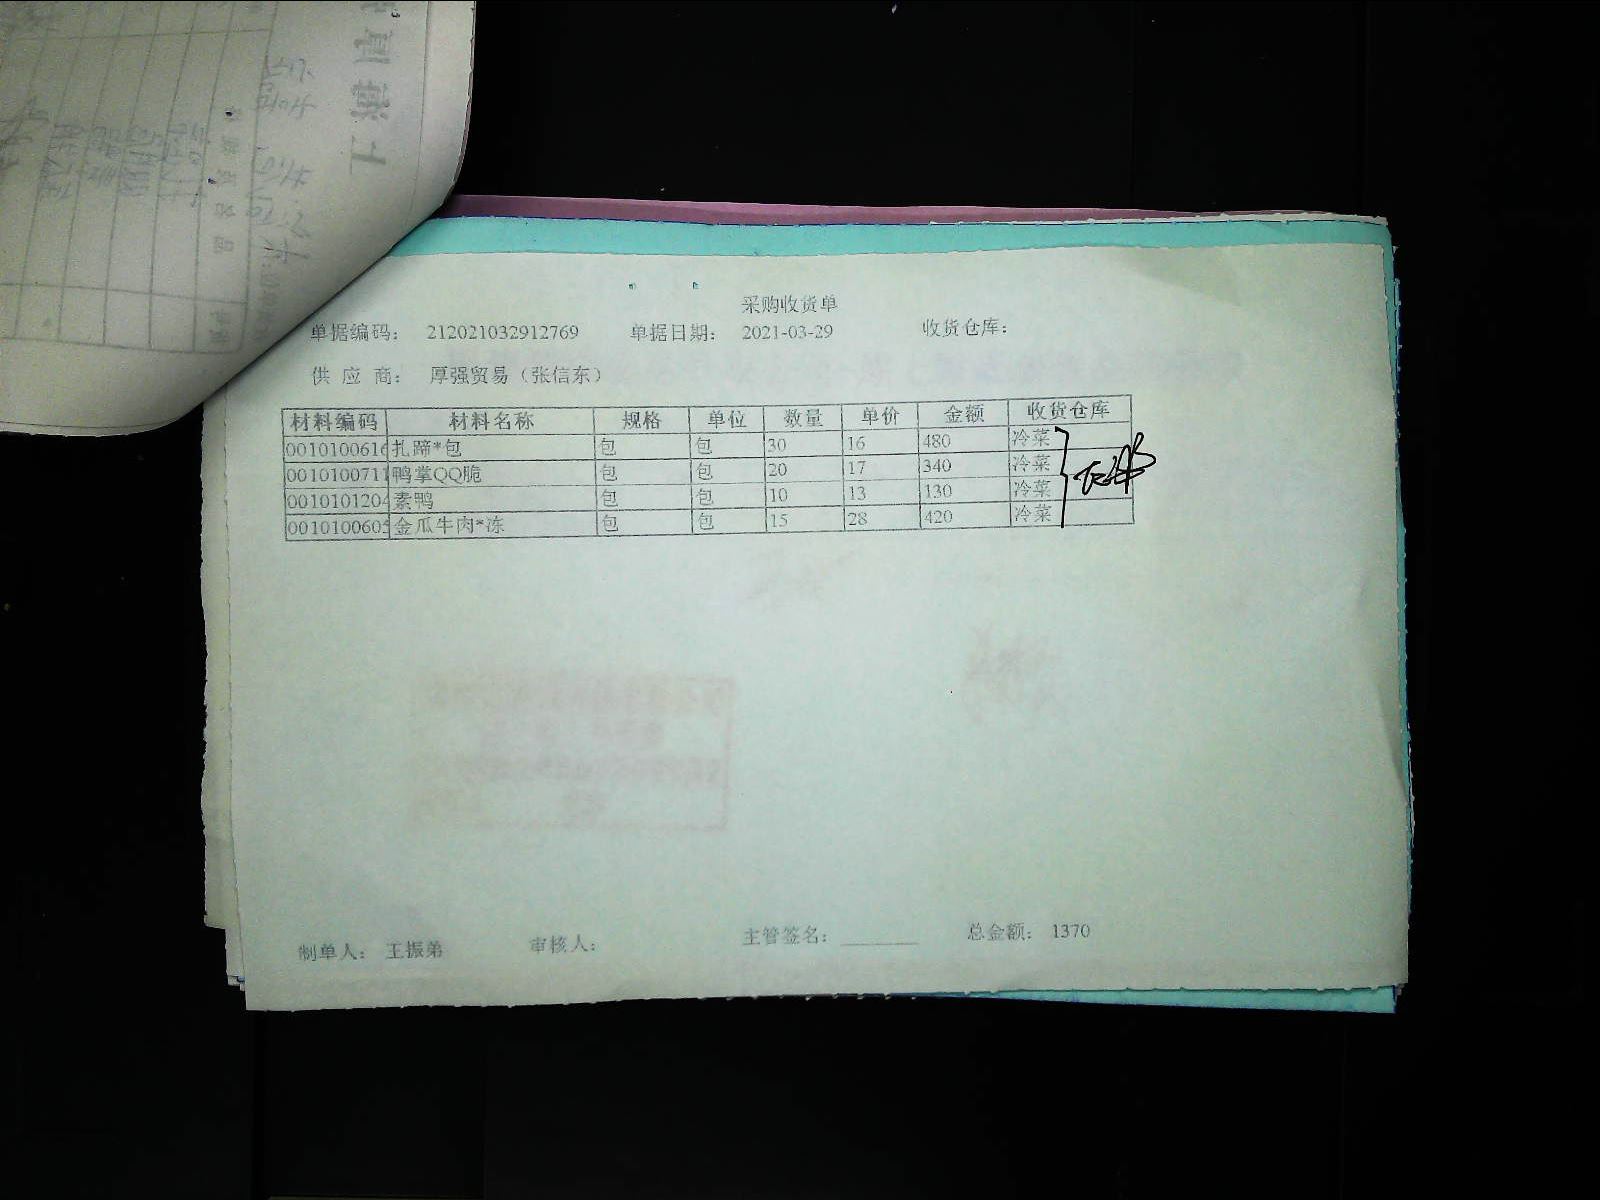 采购收货单
单据编码： 212021032912769 单据日期： 2021-03-29 收货仓库：
供 应 商： 厚强贸易（张信东）
材料编码 材料名称 规格 单位 数量 单价 金额 收货仓库
0010100616 扎蹄*包 包 包 30 16 480 冷菜
0010100711 鸭掌QQ脆 包 包 20 17 340 冷菜
0010101204 素鸭 包 包 10 13 130 冷菜
0010100605 金瓜牛肉*冻 包 包 15 28 420 冷菜
制单人： 王振弟 审核人： 主管签名： 总金额： 1370